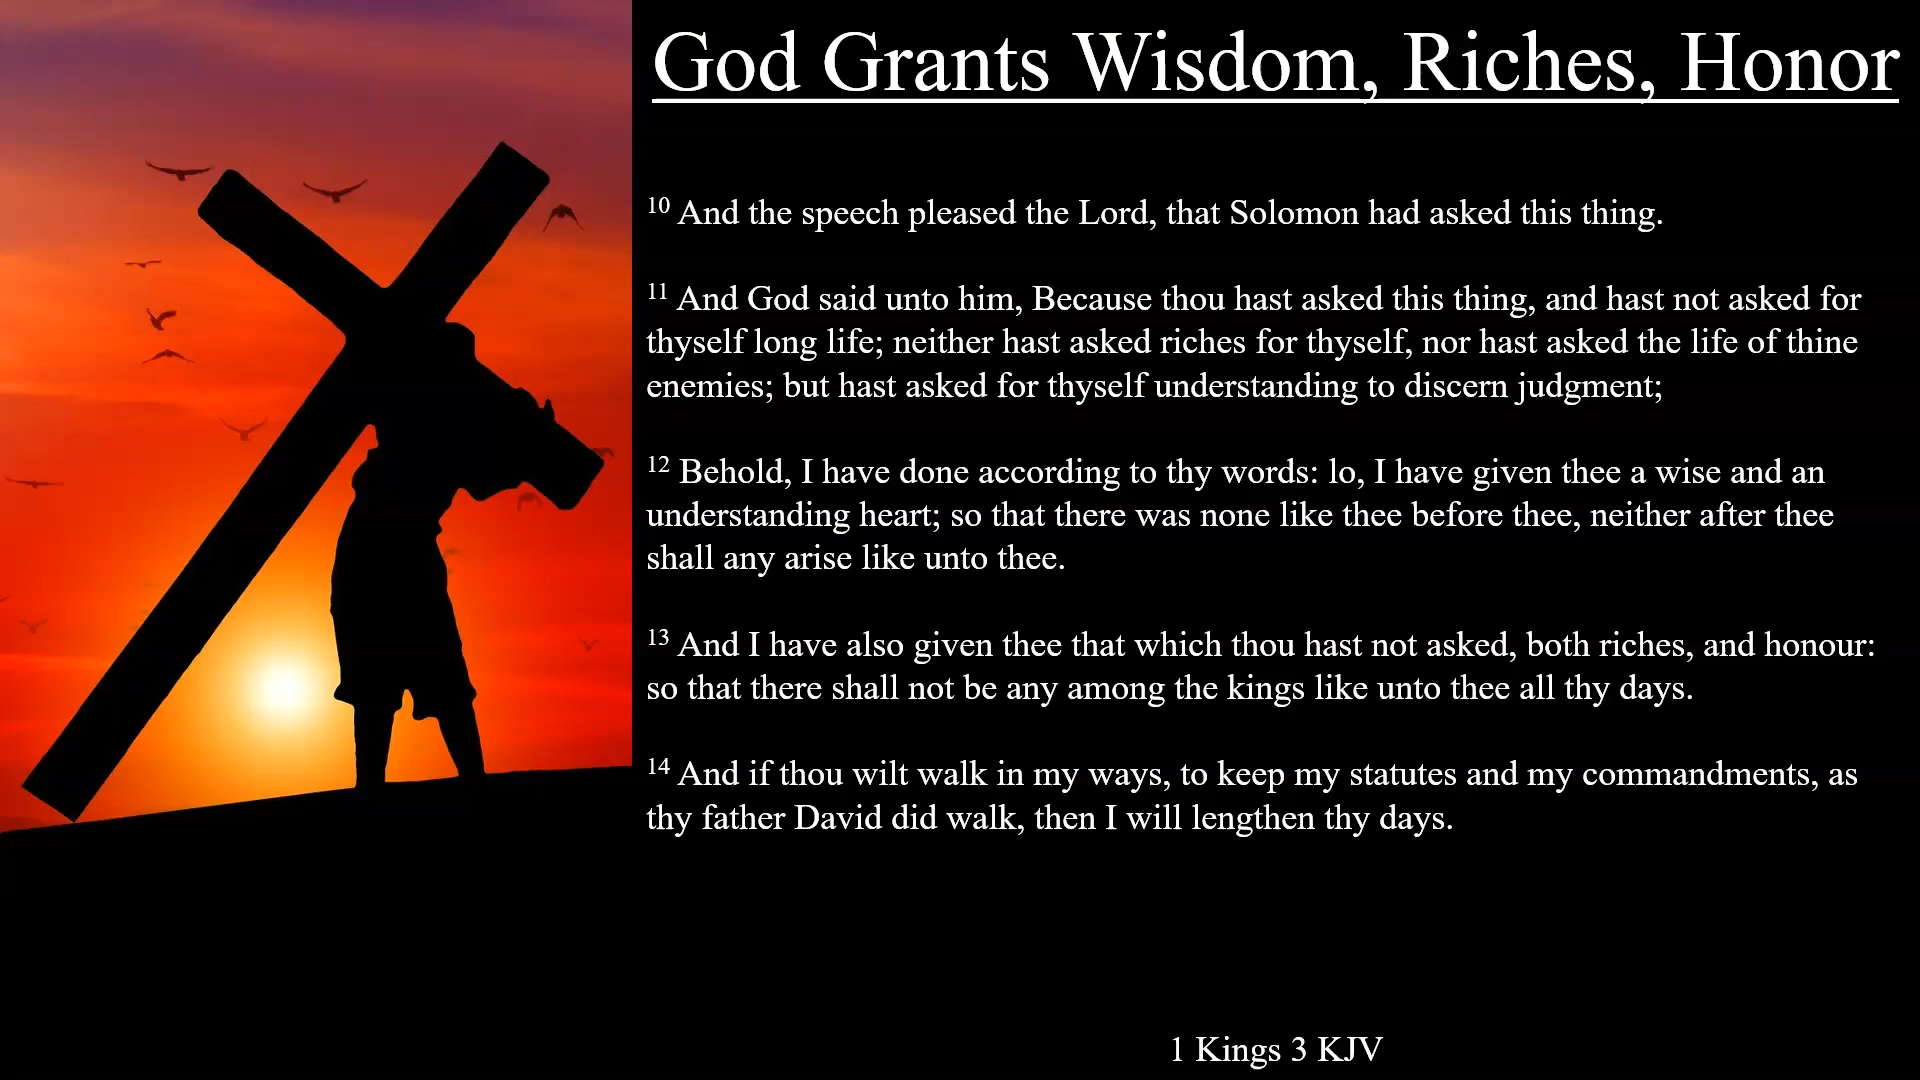 God Grants Wisdom, Riches, Honor
10 And the speech pleased the Lord, that Solomon had asked this thing.
11 And God said unto him, Because thou hast asked this thing, and hast not asked for
thyself long life; neither hast asked riches for thyself, nor hast asked the life of thine
enemies; but hast asked for thyself understanding to discern judgment;
12 Behold, I have done according to thy words: lo, I have given thee a wise and an
understanding heart; so that there was none like thee before thee, neither after thee
shall any arise like unto thee.
13 And I have also given thee that which thou hast not asked, both riches, and honour:
so that there shall not be any among the kings like unto thee all thy days.
14 And if thou wilt walk in my ways, to keep my statutes and my commandments, as
thy father David did walk, then I will lengthen thy days.
1 Kings 3 KJV